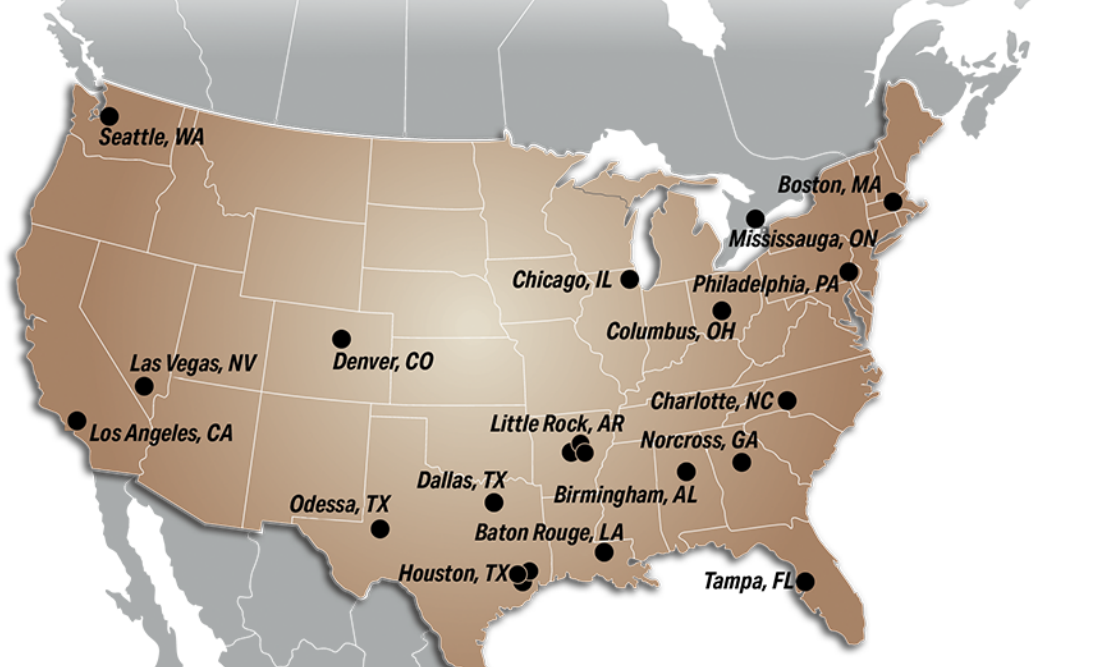 Seattle, WA
Boston, MA
Mississauga, ON
Chicago, IL
Philadelphia, PA
Columbus, OH
Denver, CO
Las Vegas, NV
Charlotte, NC
Little Rock, AR
Los Angeles, CA
Norcross, GA
Dallas, TX
Birmingham, AL
Odessa, TX
Baton Rouge, LA
Houston, TX
Tampa, FL